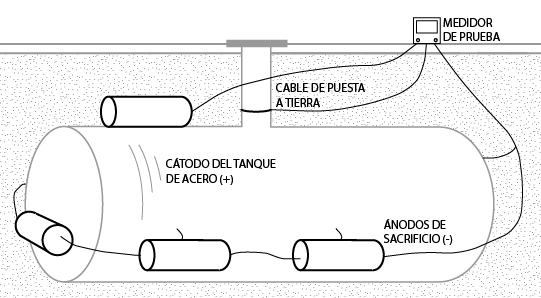 MEDIDOR
DE PRUEBA
CABLE DE PUESTA
A TIERRA
CÁTODO DEL TANQUE
DE ACERO (+)
ÁNODOS DE
SACRIFICIO (-)